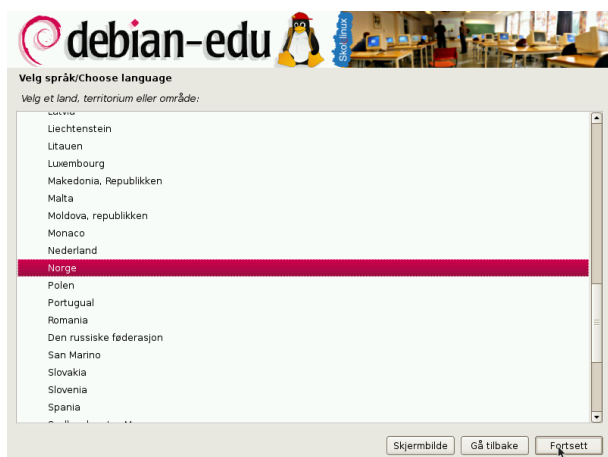 debian-edu
Skolelinux
Velg språk/Choose language
Velg et land, territorium eller område:
Latvia
Liechtenstein
Litauen
Luxembourg
Makedonia, Republikken
Malta
Moldova, republikken
Monaco
Nederland
Norge
Polen
Portugual
Romania
Den russiske føderasjon
San Marino
Slovakia
Slovenia
Spania
Skjermbilde
Gå tilbake
Fortsett